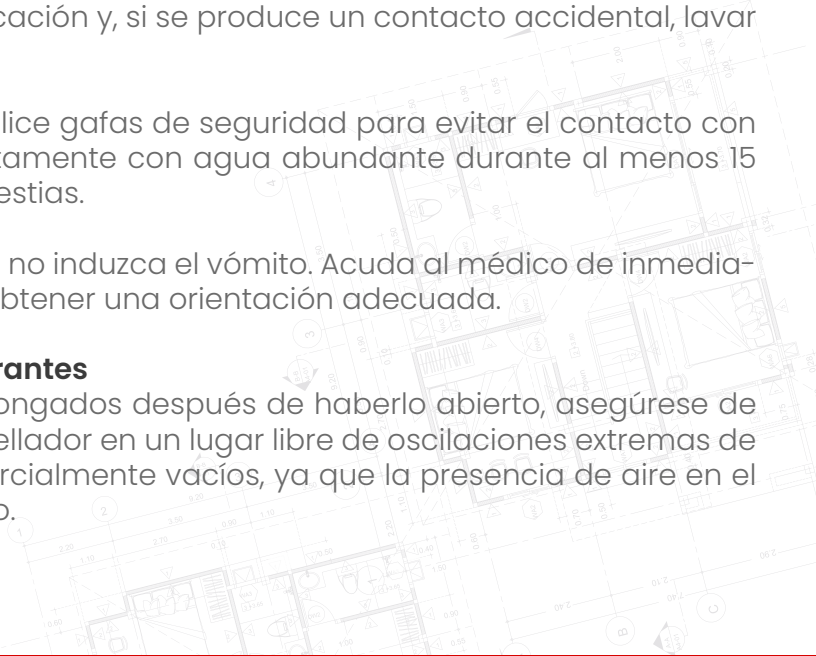 cación y, si se produce un contacto accidental, lavar
lice gafas de seguridad para evitar el contacto con
tamente con agua abundante durante al menos 15
estias.
no induzca el vómito. Acuda al médico de inmedia-
btener una orientación adecuada.
rantes
ongados después de haberlo abierto, asegúrese de
ellador en un lugar libre de oscilaciones extremas de
rcialmente vacíos, ya que la presencia de aire en el
o.